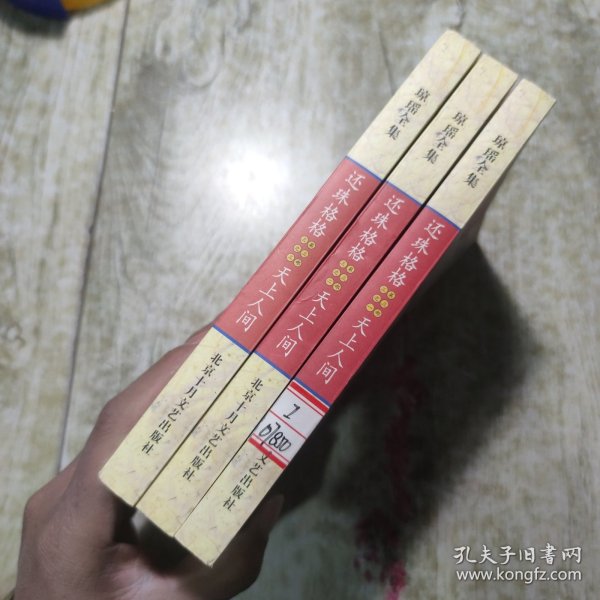 琼瑶全集
还珠格格
天上人间
北京十月文艺出版社
琼瑶全集
还珠格格
天上人间
北京十月文艺出版社
琼瑶全集
还珠格格
天上人间
文艺出版社
I
孔夫子旧书网
www.kongfz.com